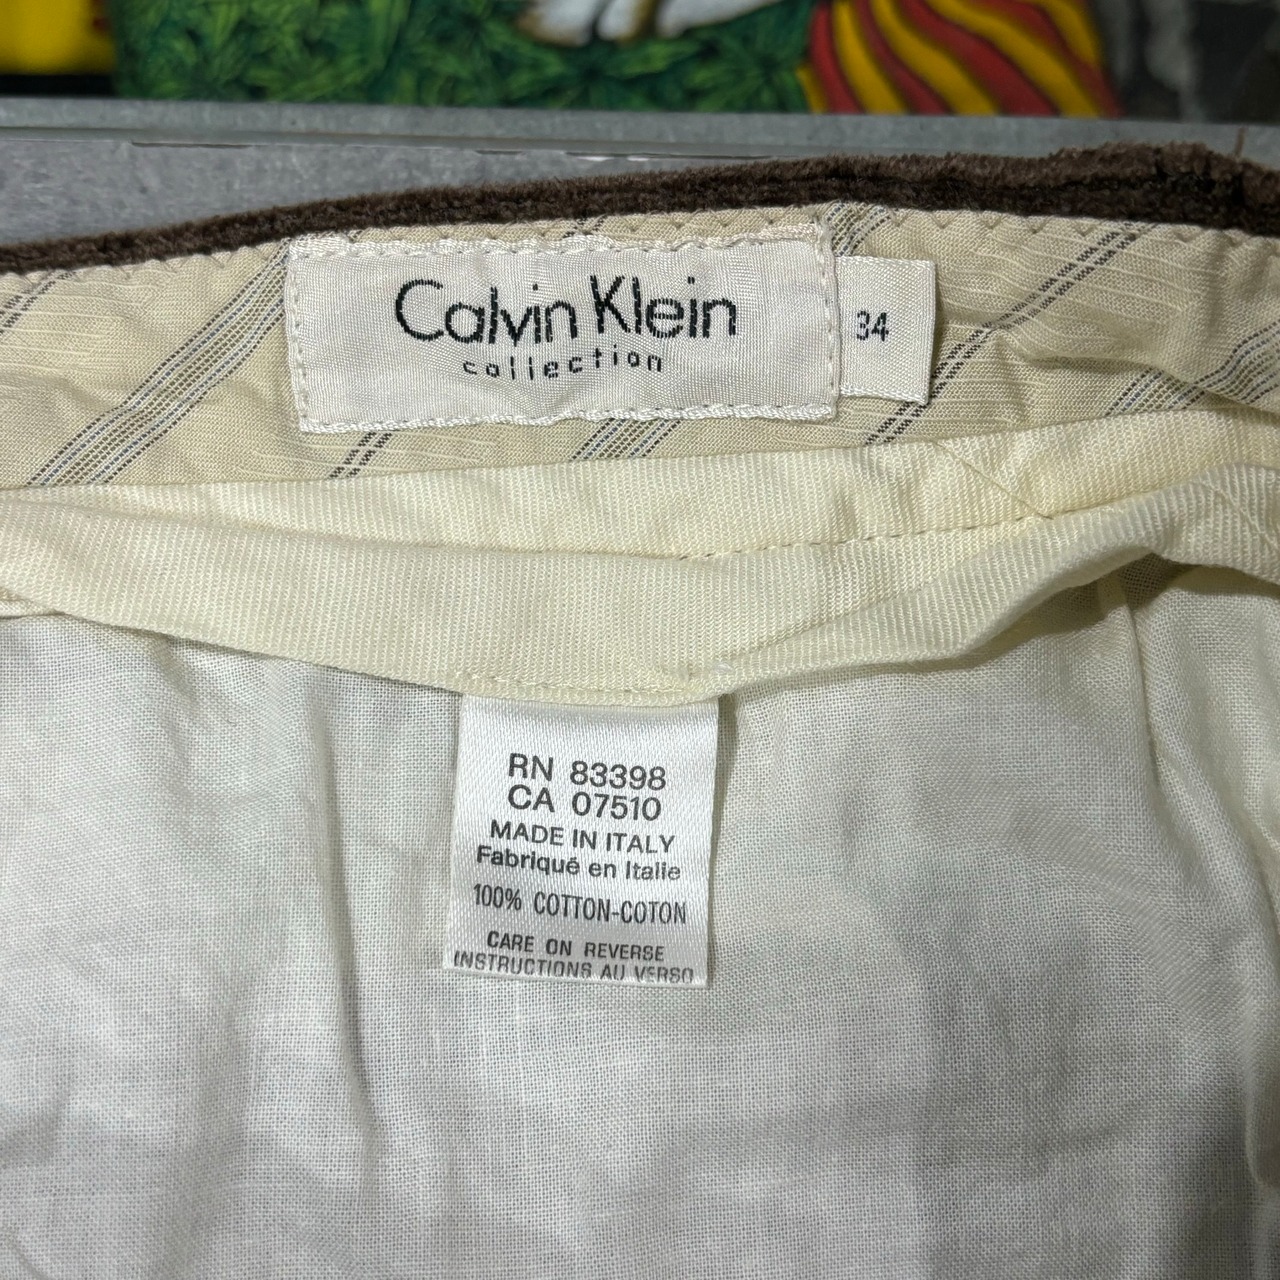 Calvin Klein
collection
34
RN 83398
CA 07510
MADE IN ITALY
Fabriqué en Italie
100% COTTON-COTON
CARE ON REVERSE
INSTRUCTIONS AU VERSO